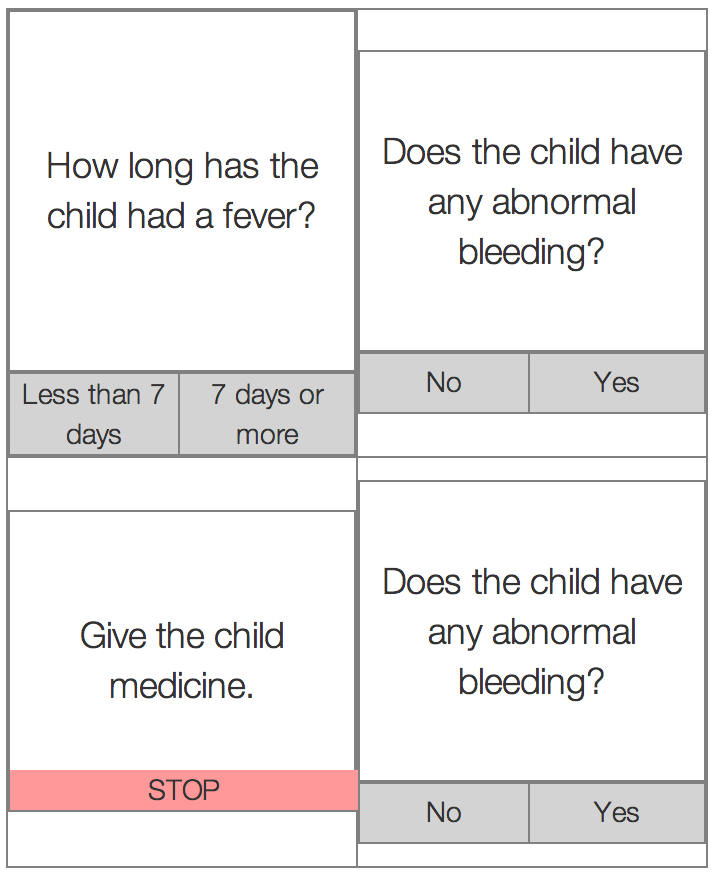 How long has the
child had a fever?
Less than 7
days
7 days or
more
Does the child have
any abnormal
bleeding?
No
Yes
Give the child
medicine.
STOP
Does the child have
any abnormal
bleeding?
No
Yes